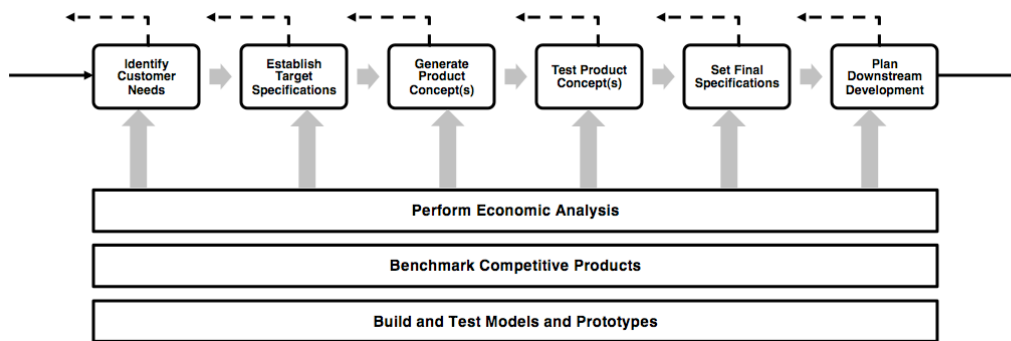 Identify
Customer
Needs
Establish
Target
Specifications
Generate
Product
Concept(s)
Test Product
Concept(s)
Set Final
Specifications
Plan
Downstream
Development
Perform Economic Analysis
Benchmark Competitive Products
Build and Test Models and Prototypes